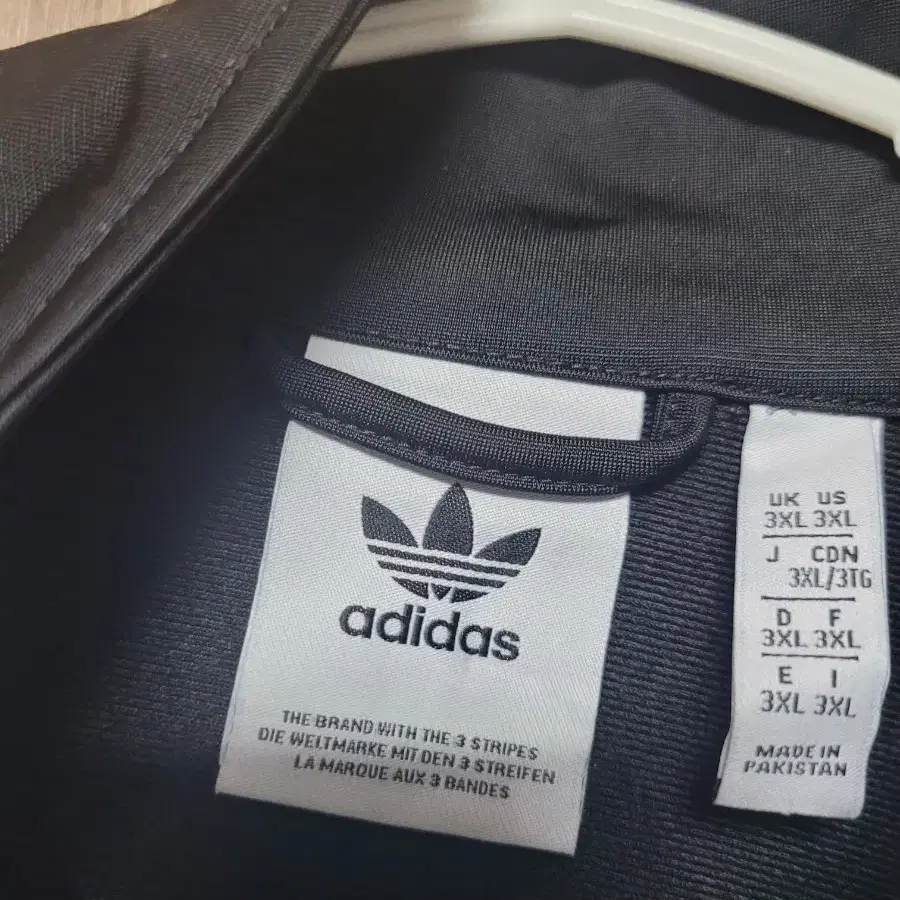 adidas
THE BRAND WITH THE 3 STRIPES
DIE WELTMARKE MIT DEN 3 STREIFEN
LA MARQUE AUX 3 BANDES
UK US
3XL 3XL
J CDN
3XL/3TG
D F
3XL 3XL
E I
3XL 3XL
MADE IN
PAKISTAN